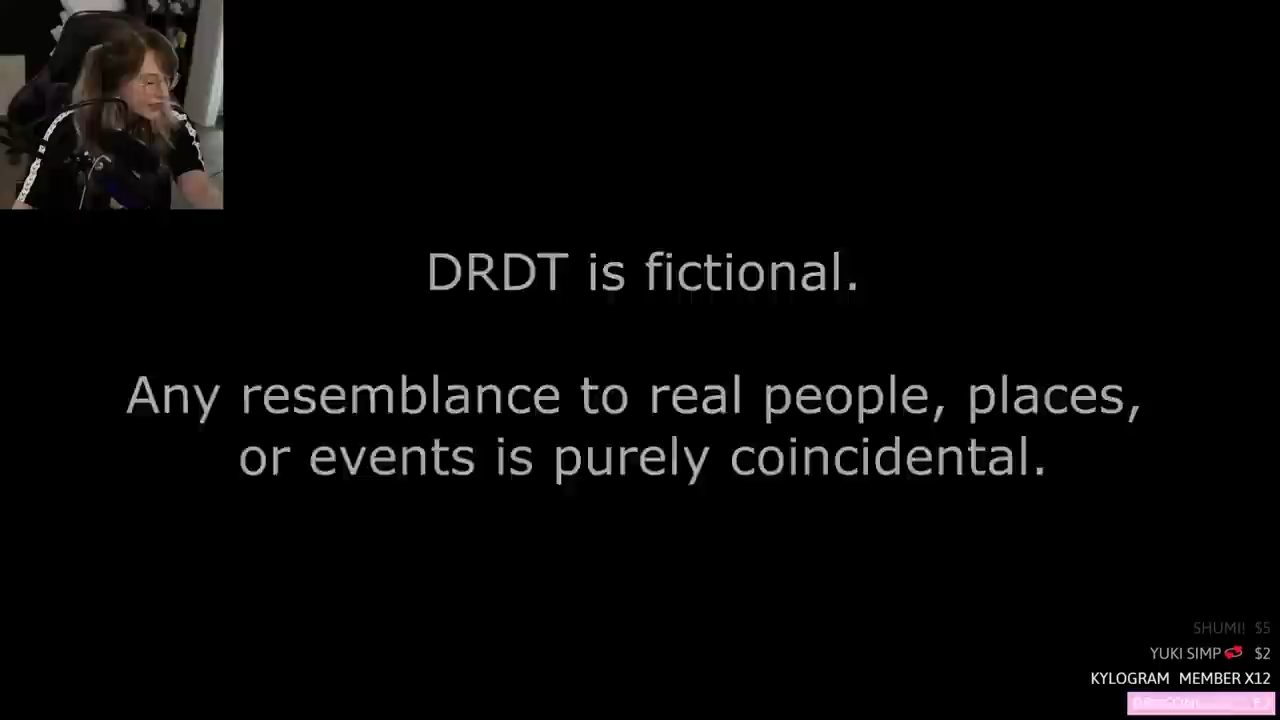 DRDT is fictional.
Any resemblance to real people, places,
or events is purely coincidental.
SHUMI! $5
YUKI SIMP $2
KYLOGRAM MEMBER X12